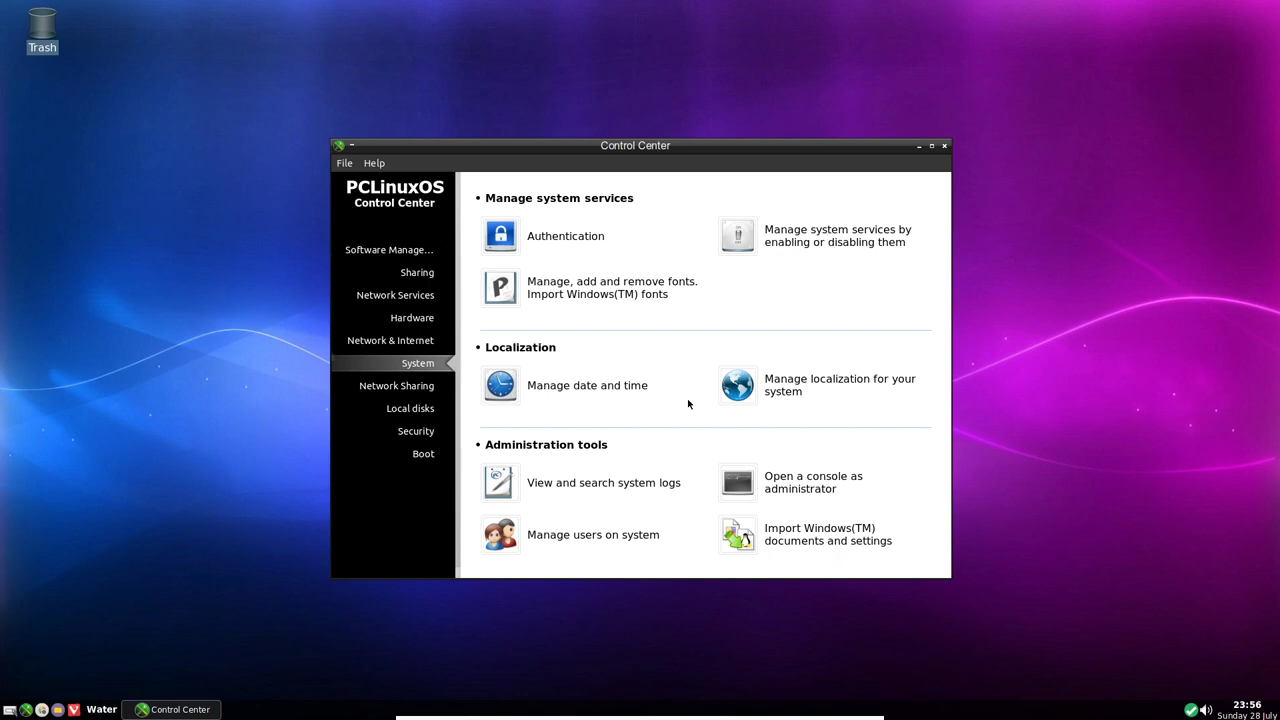 Trash
Control Center
File Help
PCLinuxOS
Control Center
Software Manage...
Sharing
Network Services
Hardware
Network & Internet
System
Network Sharing
Local disks
Security
Boot
• Manage system services
Authentication
Manage system services by
enabling or disabling them
Manage, add and remove fonts.
Import Windows(TM) fonts
• Localization
Manage date and time
Manage localization for your
system
• Administration tools
View and search system logs
Open a console as
administrator
Manage users on system
Import Windows(TM)
documents and settings
Water
Control Center
23:56
Sunday 28 July